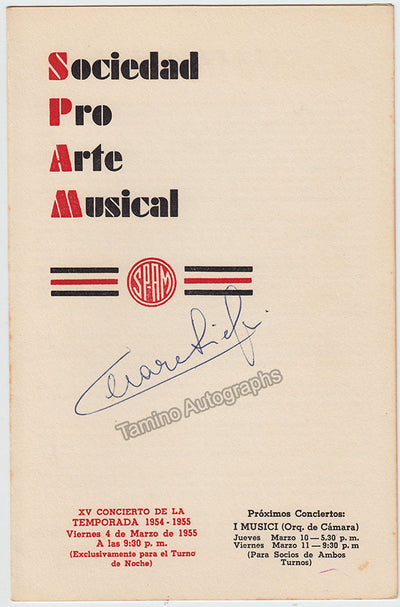 Sociedad
Pro
Arte
Musical
SPAM
Cesare Siepi
Tamino Autographs
XV CONCIERTO DE LA
TEMPORADA 1954 - 1955
Viernes 4 de Marzo de 1955
A las 9:30 p. m.
(Exclusivamente para el Turno
de Noche)
Próximos Conciertos:
I MUSICI (Orq. de Cámara)
Jueves Marzo 10 — 5.30 p. m.
Viernes Marzo 11 — 9:30 p. m
(Para Socios de Ambos
Turnos)